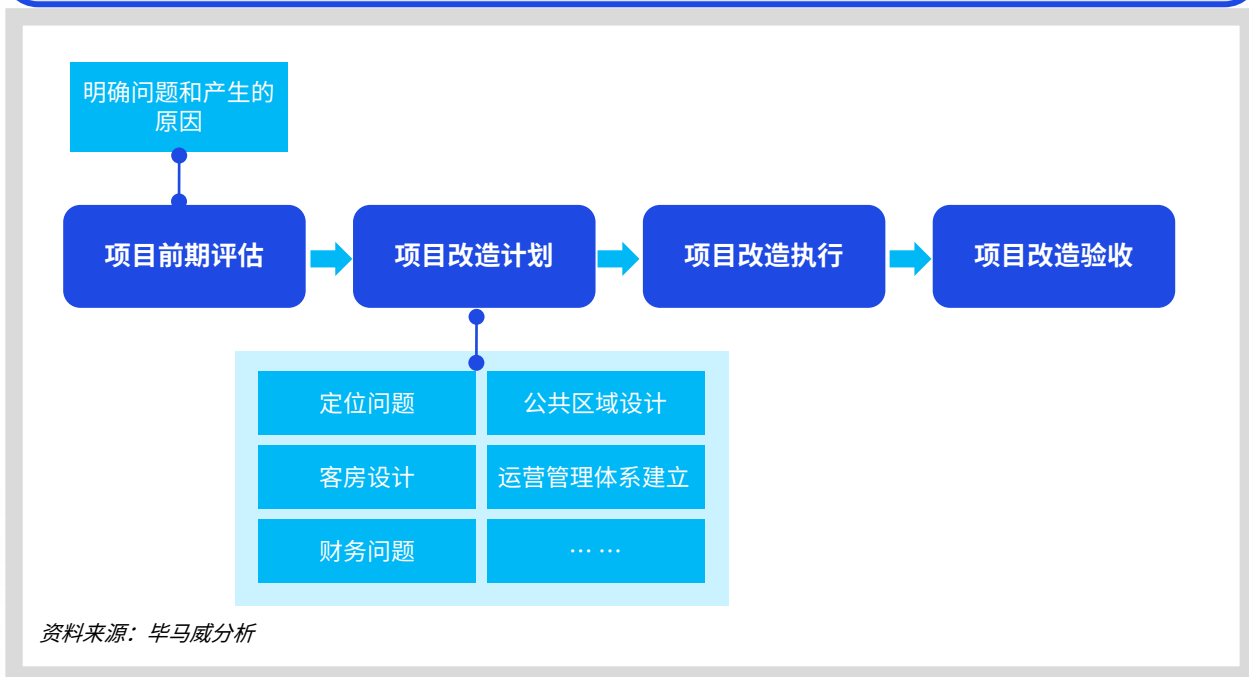 明确问题和产生的
原因
项目前期评估
项目改造计划
项目改造执行
项目改造验收
定位问题
公共区域设计
客房设计
运营管理体系建立
财务问题
… …
资料来源：毕马威分析